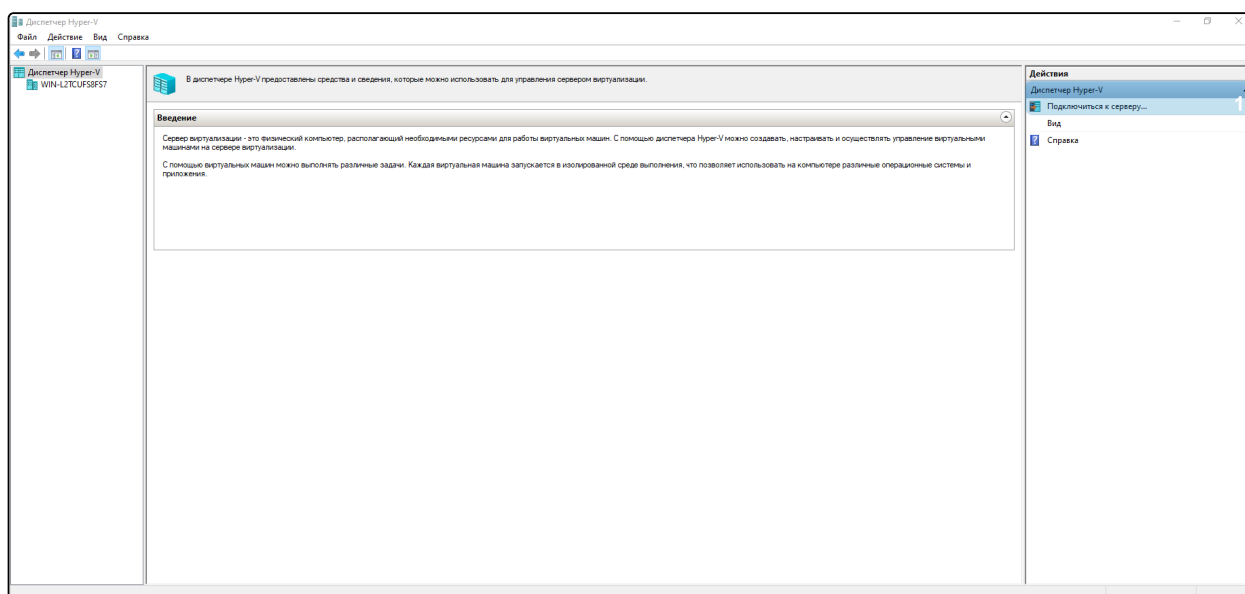 Диспетчер Hyper-V
Файл Действие Вид Справка
Диспетчер Hyper-V
WIN-L2TCUFS8FS7
В диспетчере Hyper-V предоставлены средства и сведения, которые можно использовать для управления сервером виртуализации.
Введение
Сервер виртуализации - это физический компьютер, располагающий необходимыми ресурсами для работы виртуальных машин. С помощью диспетчера Hyper-V можно создавать, настраивать и осуществлять управление виртуальными
машинами на сервере виртуализации.
С помощью виртуальных машин можно выполнять различные задачи. Каждая виртуальная машина запускается в изолированной среде выполнения, что позволяет использовать на компьютере различные операционные системы и
приложения.
Действия
Диспетчер Hyper-V
Подключиться к серверу... 1
Вид
Справка